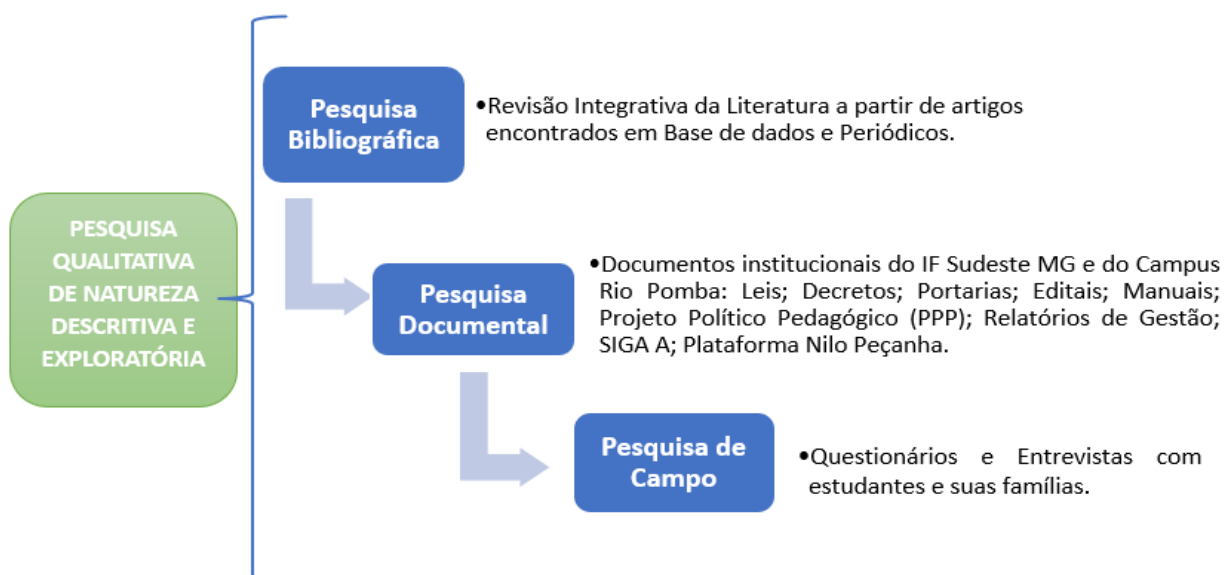 PESQUISA
QUALITATIVA
DE NATUREZA
DESCRITIVA E
EXPLORATÓRIA
Pesquisa
Bibliográfica
•Revisão Integrativa da Literatura a partir de artigos
encontrados em Base de dados e Periódicos.
Pesquisa
Documental
•Documentos institucionais do IF Sudeste MG e do Campus
Rio Pomba: Leis; Decretos; Portarias; Editais; Manuais;
Projeto Político Pedagógico (PPP); Relatórios de Gestão;
SIGA A; Plataforma Nilo Peçanha.
Pesquisa de
Campo
•Questionários e Entrevistas com
estudantes e suas famílias.